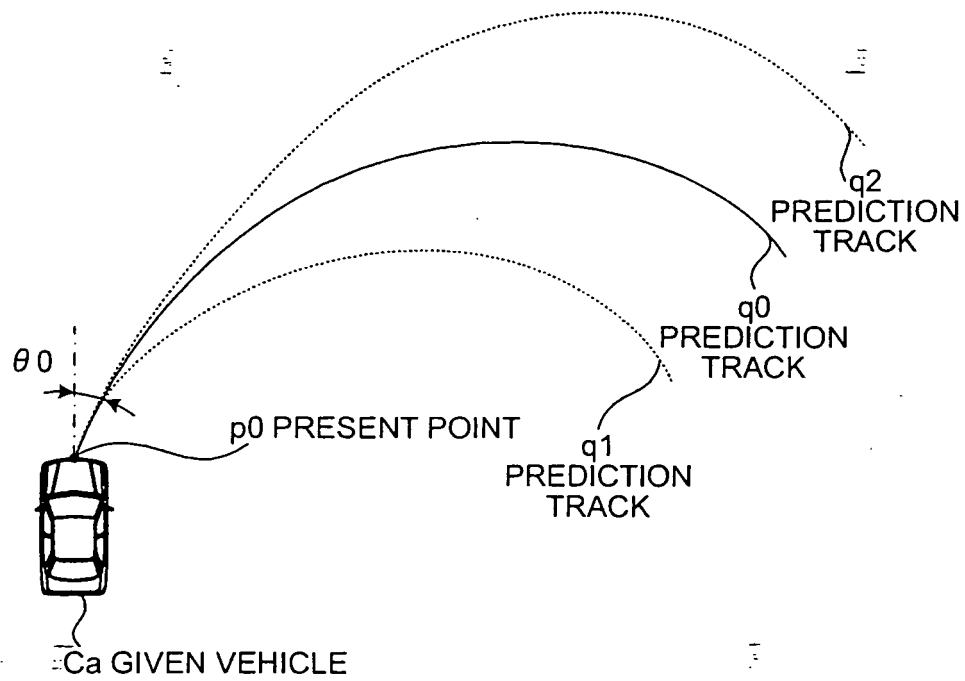 q2
PREDICTION
TRACK
q0
PREDICTION
TRACK
θ0
p0 PRESENT POINT
q1
PREDICTION
TRACK
Ca GIVEN VEHICLE